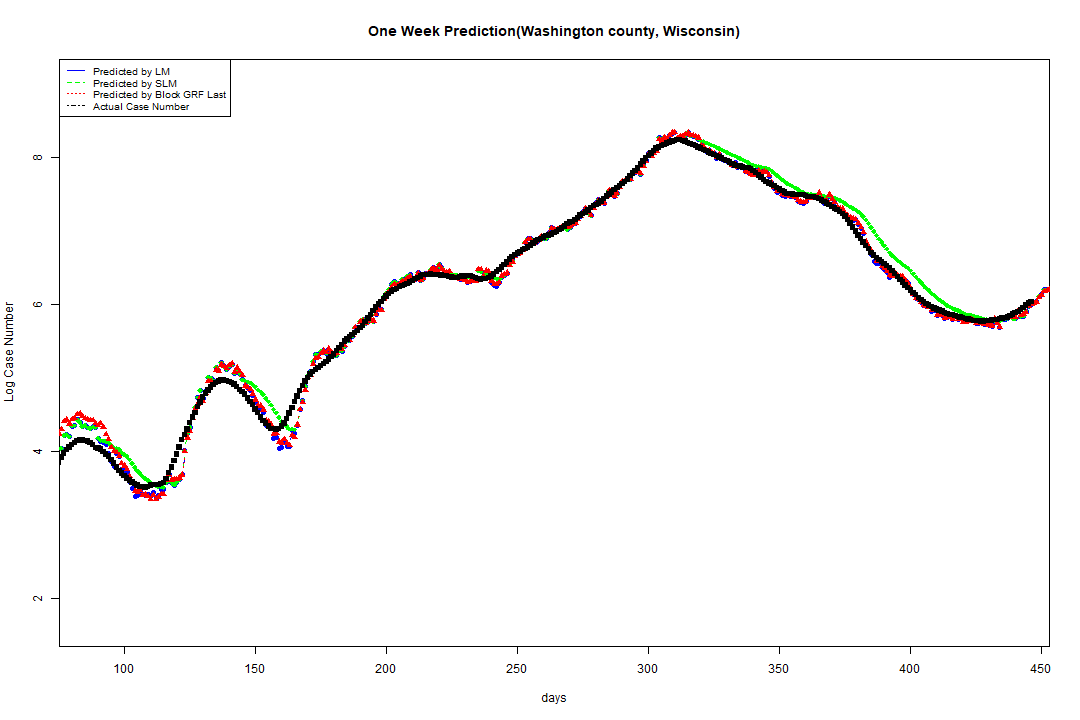 One Week Prediction(Washington county, Wisconsin)
Predicted by LM
Predicted by SLM
Predicted by Block GRF Last
Actual Case Number
8
6
4
2
Log Case Number
100 150 200 250 300 350 400 450
days